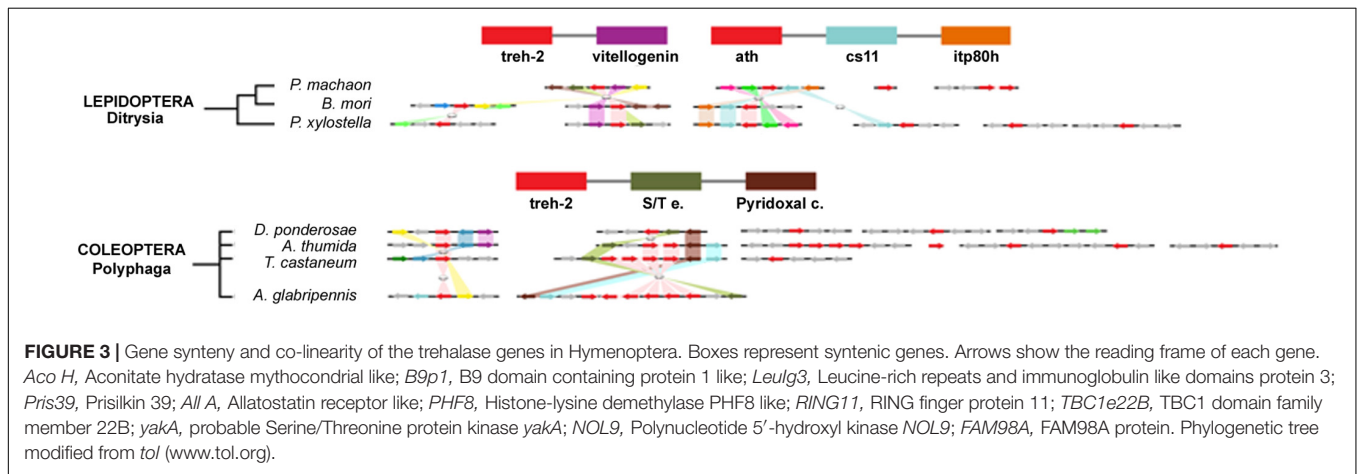 treh-2 vitellogenin ath cs11 itp80h
LEPIDOPTERA
Ditrysia
P. machaon
B. mori
P. xylostella
treh-2 S/T e. Pyridoxal c.
COLEOPTERA
Polyphaga
D. ponderosae
A. thumida
T. castaneum
A. glabripennis
FIGURE 3 | Gene synteny and co-linearity of the trehalase genes in Hymenoptera. Boxes represent syntenic genes. Arrows show the reading frame of each gene.
Aco H, Aconitate hydratase mythocondrial like; B9p1, B9 domain containing protein 1 like; Leulg3, Leucine-rich repeats and immunoglobulin like domains protein 3;
Pris39, Prisilkin 39; All A, Allatostatin receptor like; PHF8, Histone-lysine demethylase PHF8 like; RING11, RING finger protein 11; TBC1e22B, TBC1 domain family
member 22B; yakA, probable Serine/Threonine protein kinase yakA; NOL9, Polynucleotide 5′-hydroxyl kinase NOL9; FAM98A, FAM98A protein. Phylogenetic tree
modified from tol (www.tol.org).